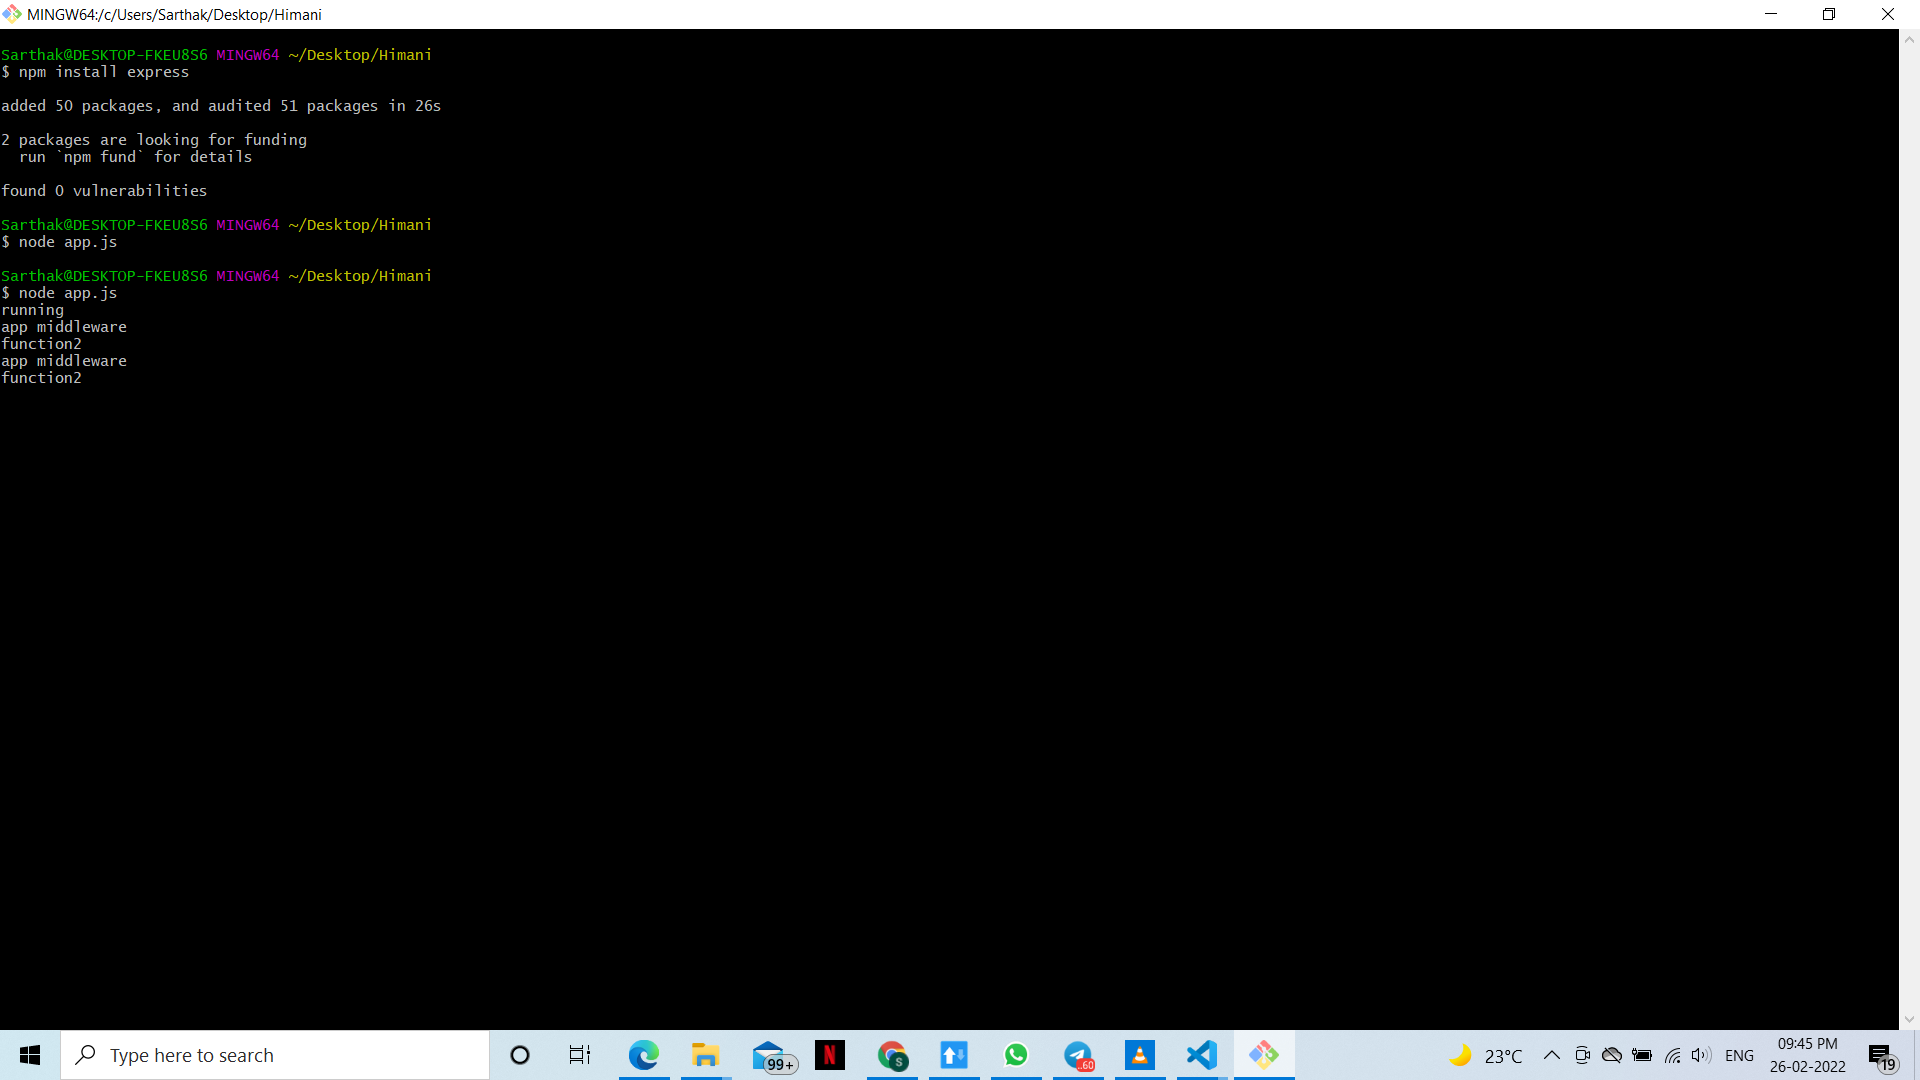 MINGW64:/c/Users/Sarthak/Desktop/Himani
Sarthak@DESKTOP-FKEU8S6 MINGW64 ~/Desktop/Himani
$ npm install express
added 50 packages, and audited 51 packages in 26s
2 packages are looking for funding
  run `npm fund` for details
found 0 vulnerabilities
Sarthak@DESKTOP-FKEU8S6 MINGW64 ~/Desktop/Himani
$ node app.js
Sarthak@DESKTOP-FKEU8S6 MINGW64 ~/Desktop/Himani
$ node app.js
running
app middleware
function2
app middleware
function2
Type here to search
99+
N
S
..60
23°C
ENG
09:45 PM
26-02-2022
19